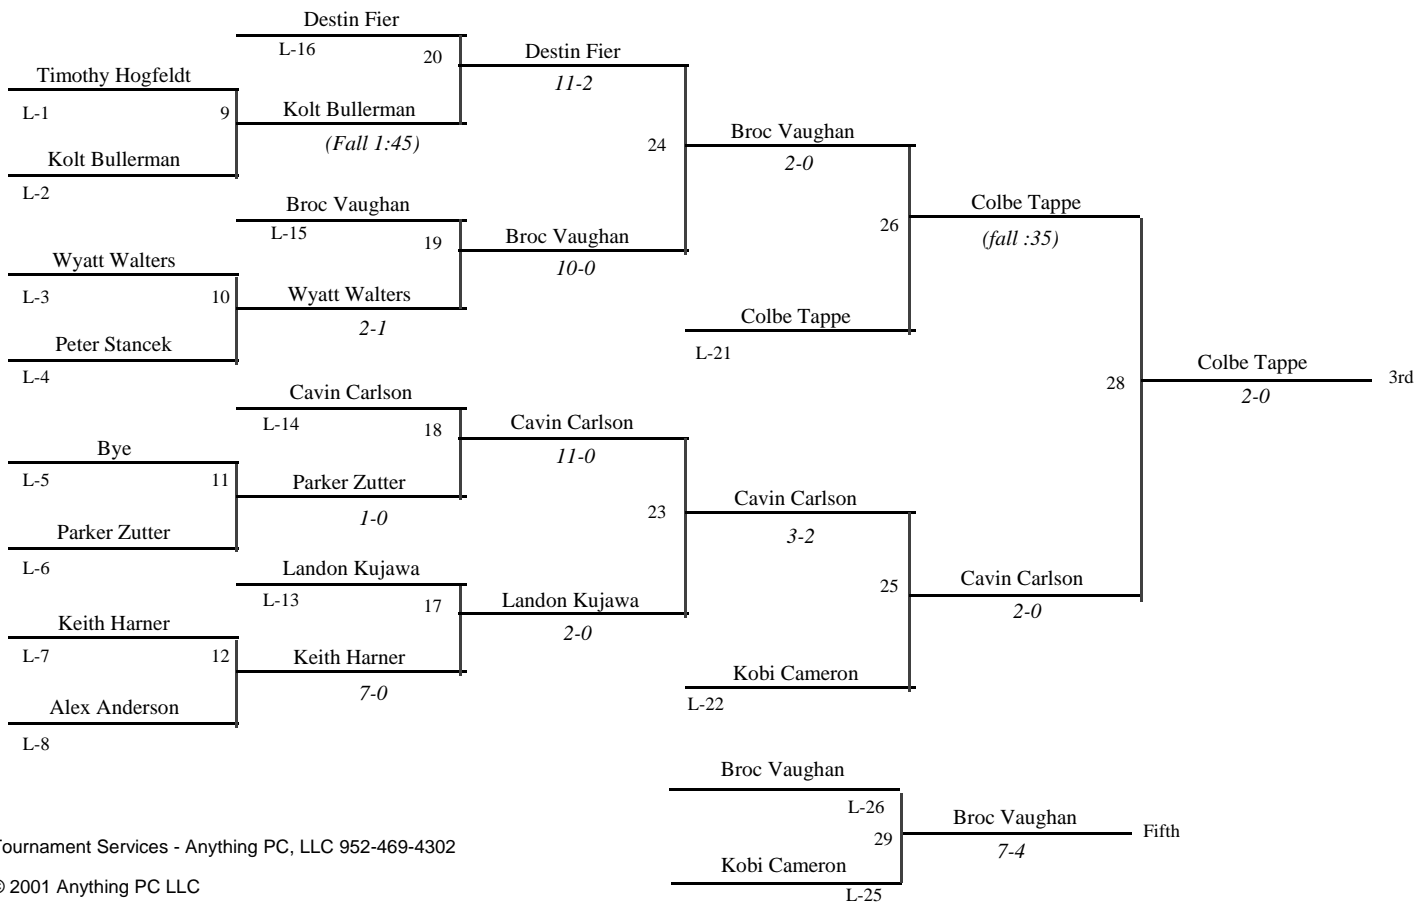 Destin Fier
L-16
20
Destin Fier
11-2
Timothy Hogfeldt
L-1
9
Kolt Bullerman
(Fall 1:45)
Kolt Bullerman
L-2
24
Broc Vaughan
2-0
Broc Vaughan
L-15
19
Broc Vaughan
10-0
Wyatt Walters
L-3
10
Wyatt Walters
2-1
Peter Stancek
L-4
26
Colbe Tappe
(fall :35)
Colbe Tappe
L-21
28
Colbe Tappe
2-0
3rd
Cavin Carlson
L-14
18
Cavin Carlson
11-0
Bye
L-5
11
Parker Zutter
1-0
Parker Zutter
L-6
23
Cavin Carlson
3-2
Landon Kujawa
L-13
17
Landon Kujawa
2-0
25
Cavin Carlson
2-0
Keith Harner
L-7
12
Keith Harner
7-0
Alex Anderson
L-8
Kobi Cameron
L-22
Broc Vaughan
L-26
29
Broc Vaughan
7-4
Fifth
Kobi Cameron
L-25
Tournament Services - Anything PC, LLC 952-469-4302
© 2001 Anything PC LLC